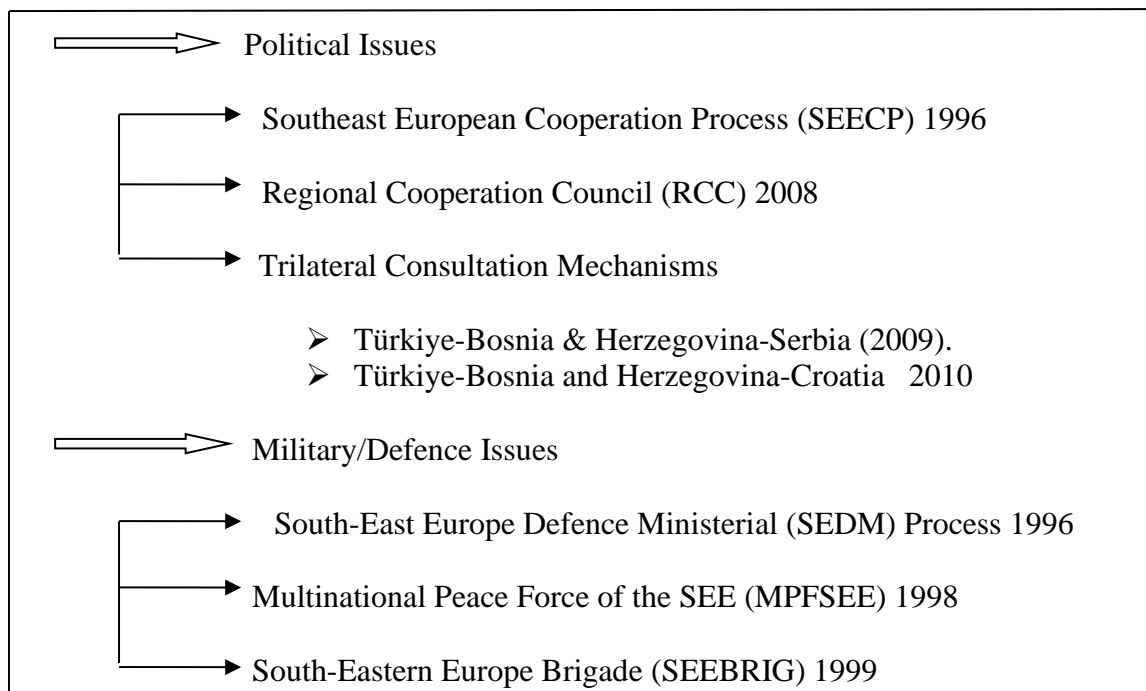 Political Issues
Southeast European Cooperation Process (SEECP) 1996
Regional Cooperation Council (RCC) 2008
Trilateral Consultation Mechanisms
Türkiye-Bosnia & Herzegovina-Serbia (2009).
Türkiye-Bosnia and Herzegovina-Croatia 2010
Military/Defence Issues
South-East Europe Defence Ministerial (SEDM) Process 1996
Multinational Peace Force of the SEE (MPFSEE) 1998
South-Eastern Europe Brigade (SEEBRIG) 1999